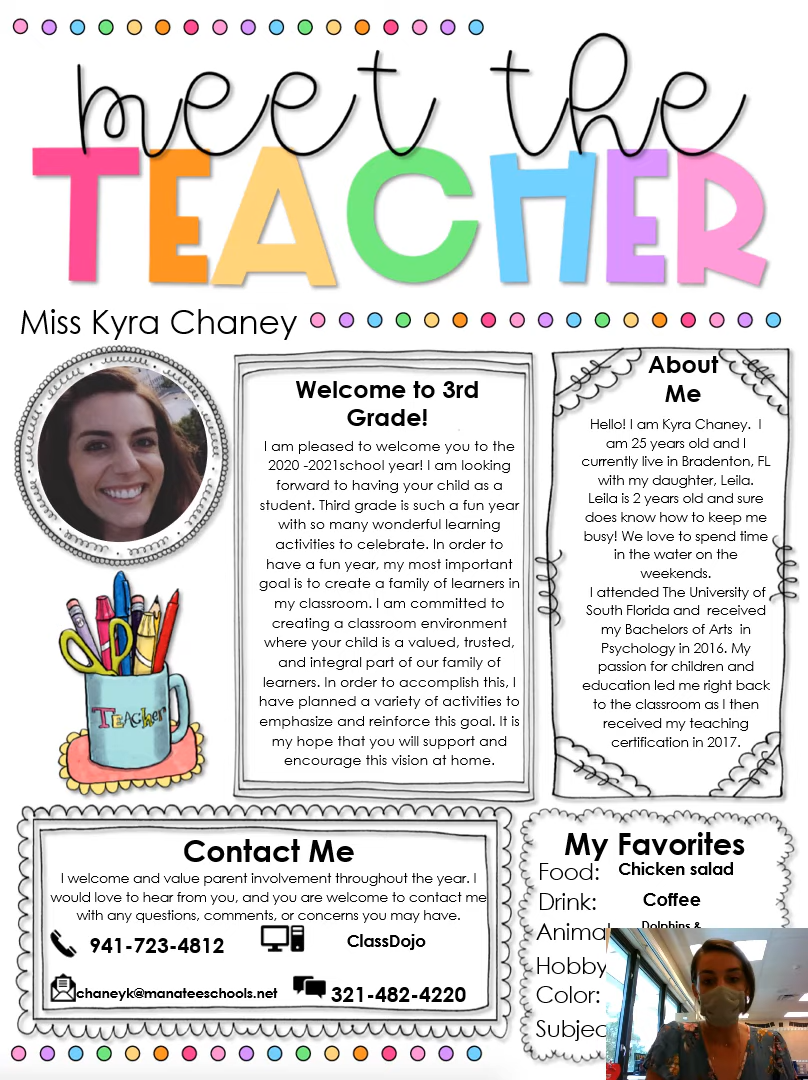 meet the
TEACHER
Miss Kyra Chaney
Welcome to 3rd
Grade!
I am pleased to welcome you to the
2020 -2021school year! I am looking
forward to having your child as a
student. Third grade is such a fun year
with so many wonderful learning
activities to celebrate. In order to
have a fun year, my most important
goal is to create a family of learners in
my classroom. I am committed to
creating a classroom environment
where your child is a valued, trusted,
and integral part of our family of
learners. In order to accomplish this, I
have planned a variety of activities to
emphasize and reinforce this goal. It is
my hope that you will support and
encourage this vision at home.
About
Me
Hello! I am Kyra Chaney. I
am 25 years old and I
currently live in Bradenton, FL
with my daughter, Leila.
Leila is 2 years old and sure
does know how to keep me
busy! We love to spend time
in the water on the
weekends.
I attended The University of
South Florida and received
my Bachelors of Arts in
Psychology in 2016. My
passion for children and
education led me right back
to the classroom as I then
received my teaching
certification in 2017.
TEACHer
Contact Me
I welcome and value parent involvement throughout the year. I
would love to hear from you, and you are welcome to contact me
with any questions, comments, or concerns you may have.
941-723-4812
ClassDojo
chaneyk@manateeschools.net
321-482-4220
My Favorites
Food: Chicken salad
Drink: Coffee
Animal Dolphins &
Hobby
Color:
Subjec